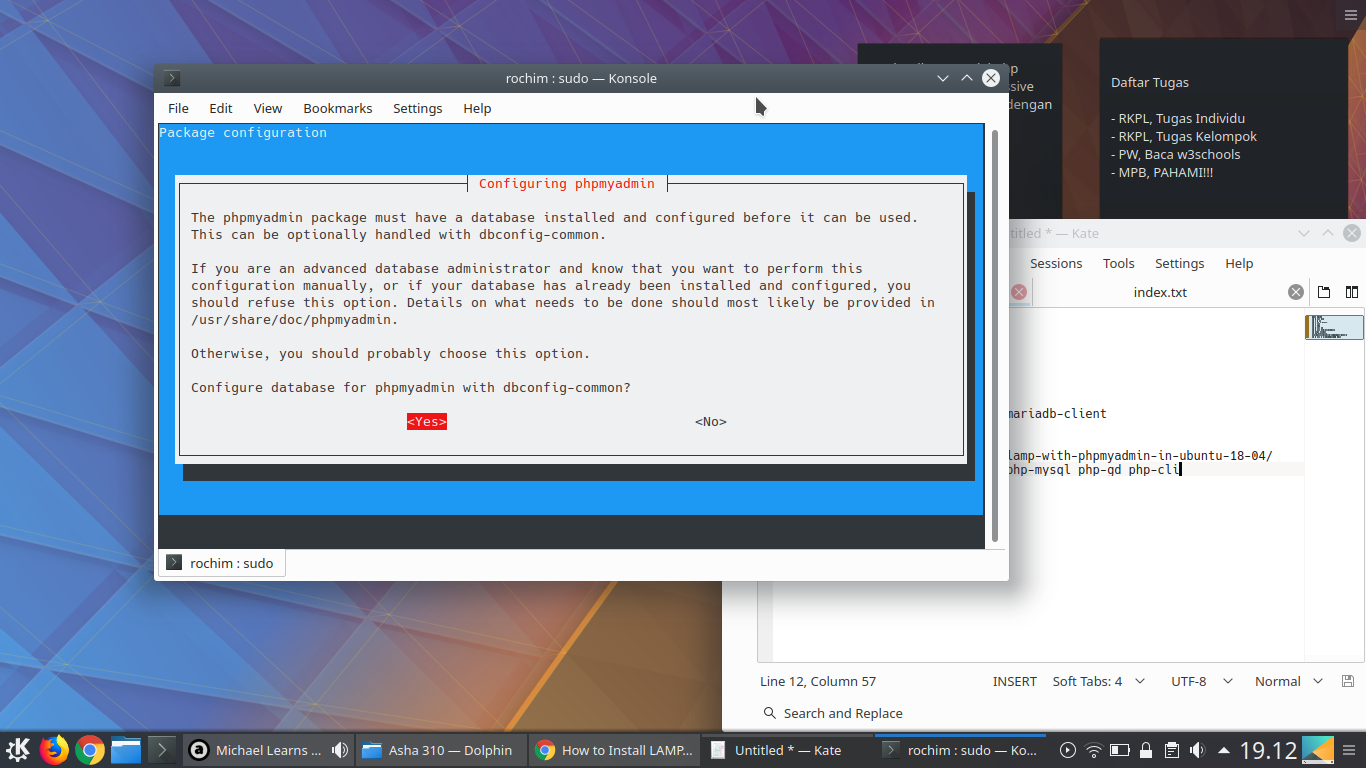 rochim : sudo — Konsole
File Edit View Bookmarks Settings Help
Package configuration
Configuring phpmyadmin
The phpmyadmin package must have a database installed and configured before it can be used.
This can be optionally handled with dbconfig-common.
If you are an advanced database administrator and know that you want to perform this
configuration manually, or if your database has already been installed and configured, you
should refuse this option. Details on what needs to be done should most likely be provided in
/usr/share/doc/phpmyadmin.
Otherwise, you should probably choose this option.
Configure database for phpmyadmin with dbconfig-common?
<Yes> <No>
rochim : sudo
dengan
Daftar Tugas
- RKPL, Tugas Individu
- RKPL, Tugas Kelompok
- PW, Baca w3schools
- MPB, PAHAMI!!!
* — Kate
Sessions Tools Settings Help
index.txt
mariadb-client
lamp-with-phpmyadmin-in-ubuntu-18-04/
php-mysql php-gd php-cli
Line 12, Column 57 INSERT Soft Tabs: 4 UTF-8 Normal
Search and Replace
Michael Learns ... Asha 310 — Dolphin How to Install LAMP... Untitled * — Kate rochim : sudo — Ko... 19.12